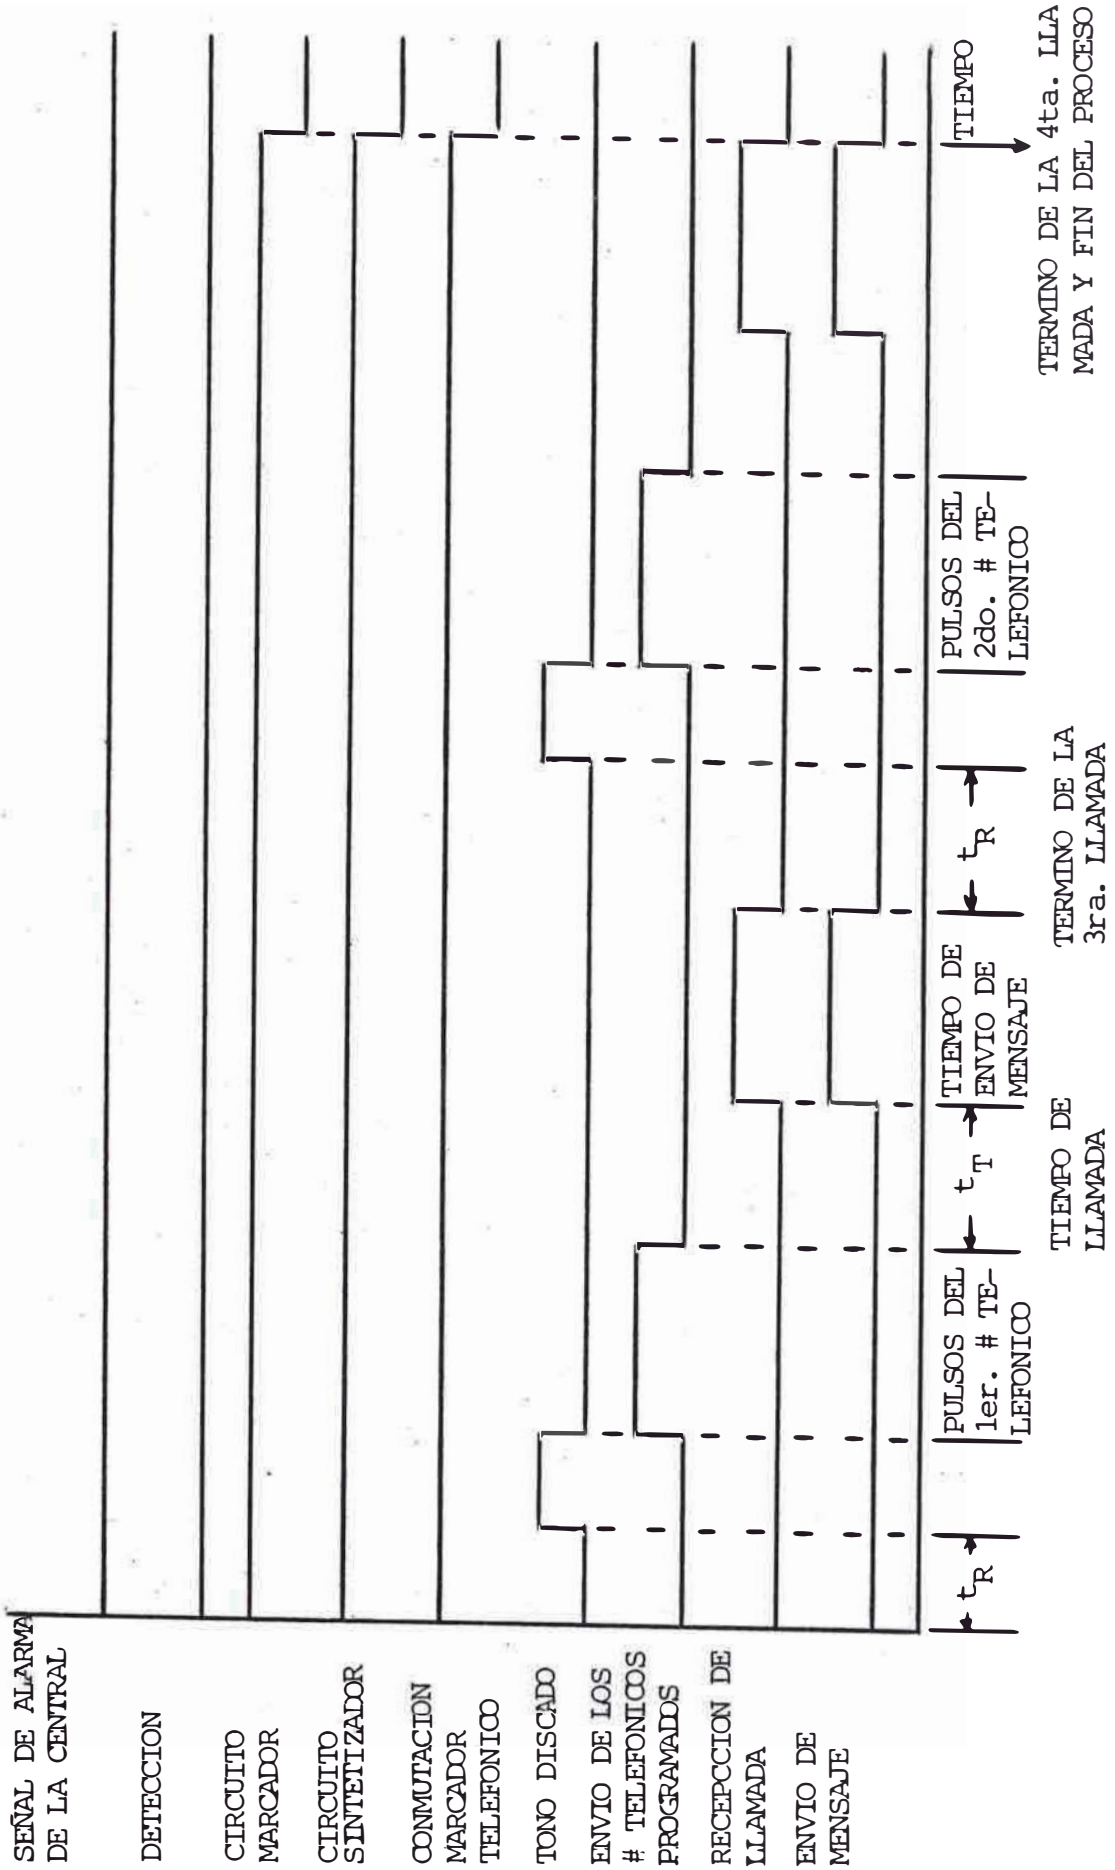 SEÑAL DE ALARMA
DE LA CENTRAL
DETECCION
CIRCUITO
MARCADOR
CIRCUITO
SINTETIZADOR
CONMUTACION
MARCADOR
TELEFONICO
TONO DISCADO
ENVIO DE LOS
# TELEFONICOS
PROGRAMADOS
RECEPCCION DE
LLAMADA
ENVIO DE
MENSAJE
t_R
PULSOS DEL
1er. # TE-
LEFONICO
t_T
TIEMPO DE
LLAMADA
TIEMPO DE
ENVIO DE
MENSAJE
t_R
TERMINO DE LA
3ra. LLAMADA
PULSOS DEL
2do. # TE-
LEFONICO
TIEMPO
TERMINO DE LA 4ta. LLA
MADA Y FIN DEL PROCESO